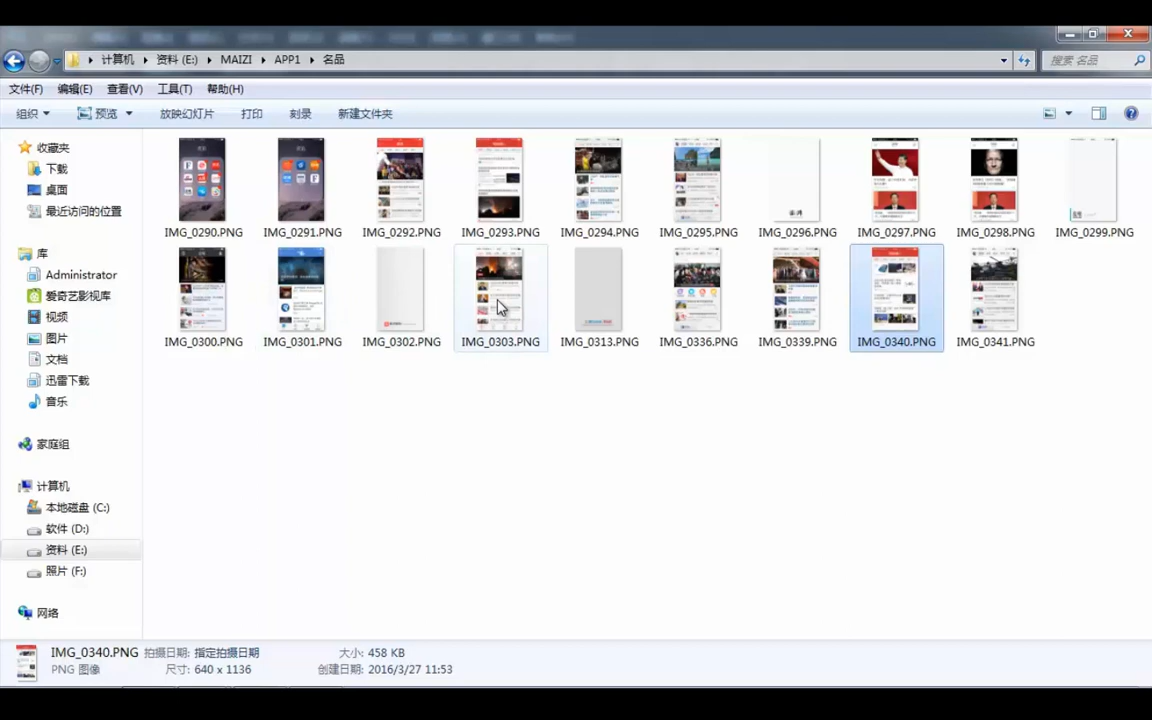 计算机 资料 (E:) MAIZI APP1 名品 搜索 名品
文件(F) 编辑(E) 查看(V) 工具(T) 帮助(H)
组织 预览 放映幻灯片 打印 刻录 新建文件夹
收藏夹
下载
桌面
最近访问的位置
库
Administrator
爱奇艺影视库
视频
图片
文档
迅雷下载
音乐
家庭组
计算机
本地磁盘 (C:)
软件 (D:)
资料 (E:)
照片 (F:)
网络
IMG_0290.PNG IMG_0291.PNG IMG_0292.PNG IMG_0293.PNG IMG_0294.PNG IMG_0295.PNG IMG_0296.PNG IMG_0297.PNG IMG_0298.PNG IMG_0299.PNG
IMG_0300.PNG IMG_0301.PNG IMG_0302.PNG IMG_0303.PNG IMG_0313.PNG IMG_0336.PNG IMG_0339.PNG IMG_0340.PNG IMG_0341.PNG
IMG_0340.PNG 拍摄日期: 指定拍摄日期 大小: 458 KB
PNG 图像 尺寸: 640 x 1136 创建日期: 2016/3/27 11:53